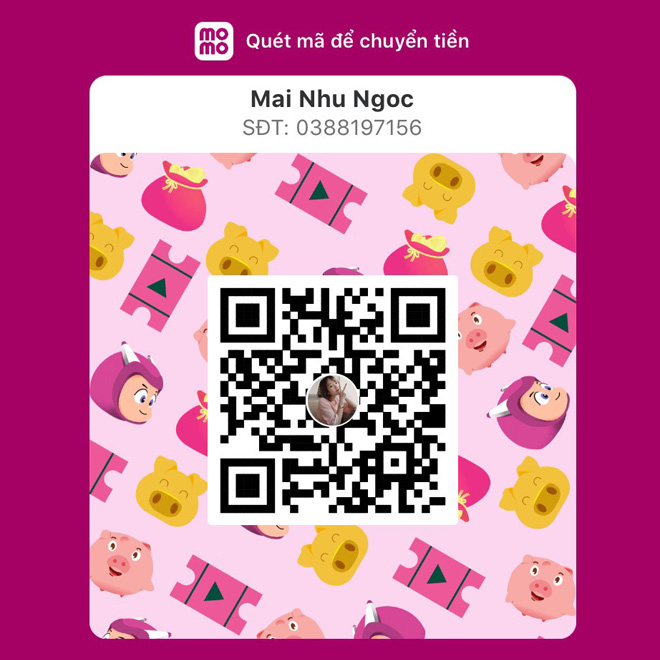 mo
mo
Quét mã để chuyển tiền
Mai Nhu Ngoc
SĐT: 0388197156